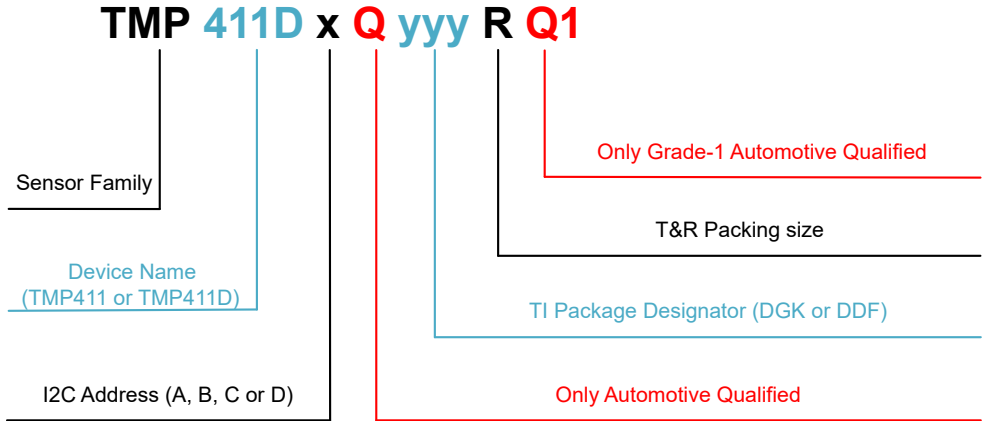 TMP 411D x Q yyy R Q1
Only Grade-1 Automotive Qualified
Sensor Family
T&R Packing size
Device Name
(TMP411 or TMP411D)
TI Package Designator (DGK or DDF)
I2C Address (A, B, C or D)
Only Automotive Qualified